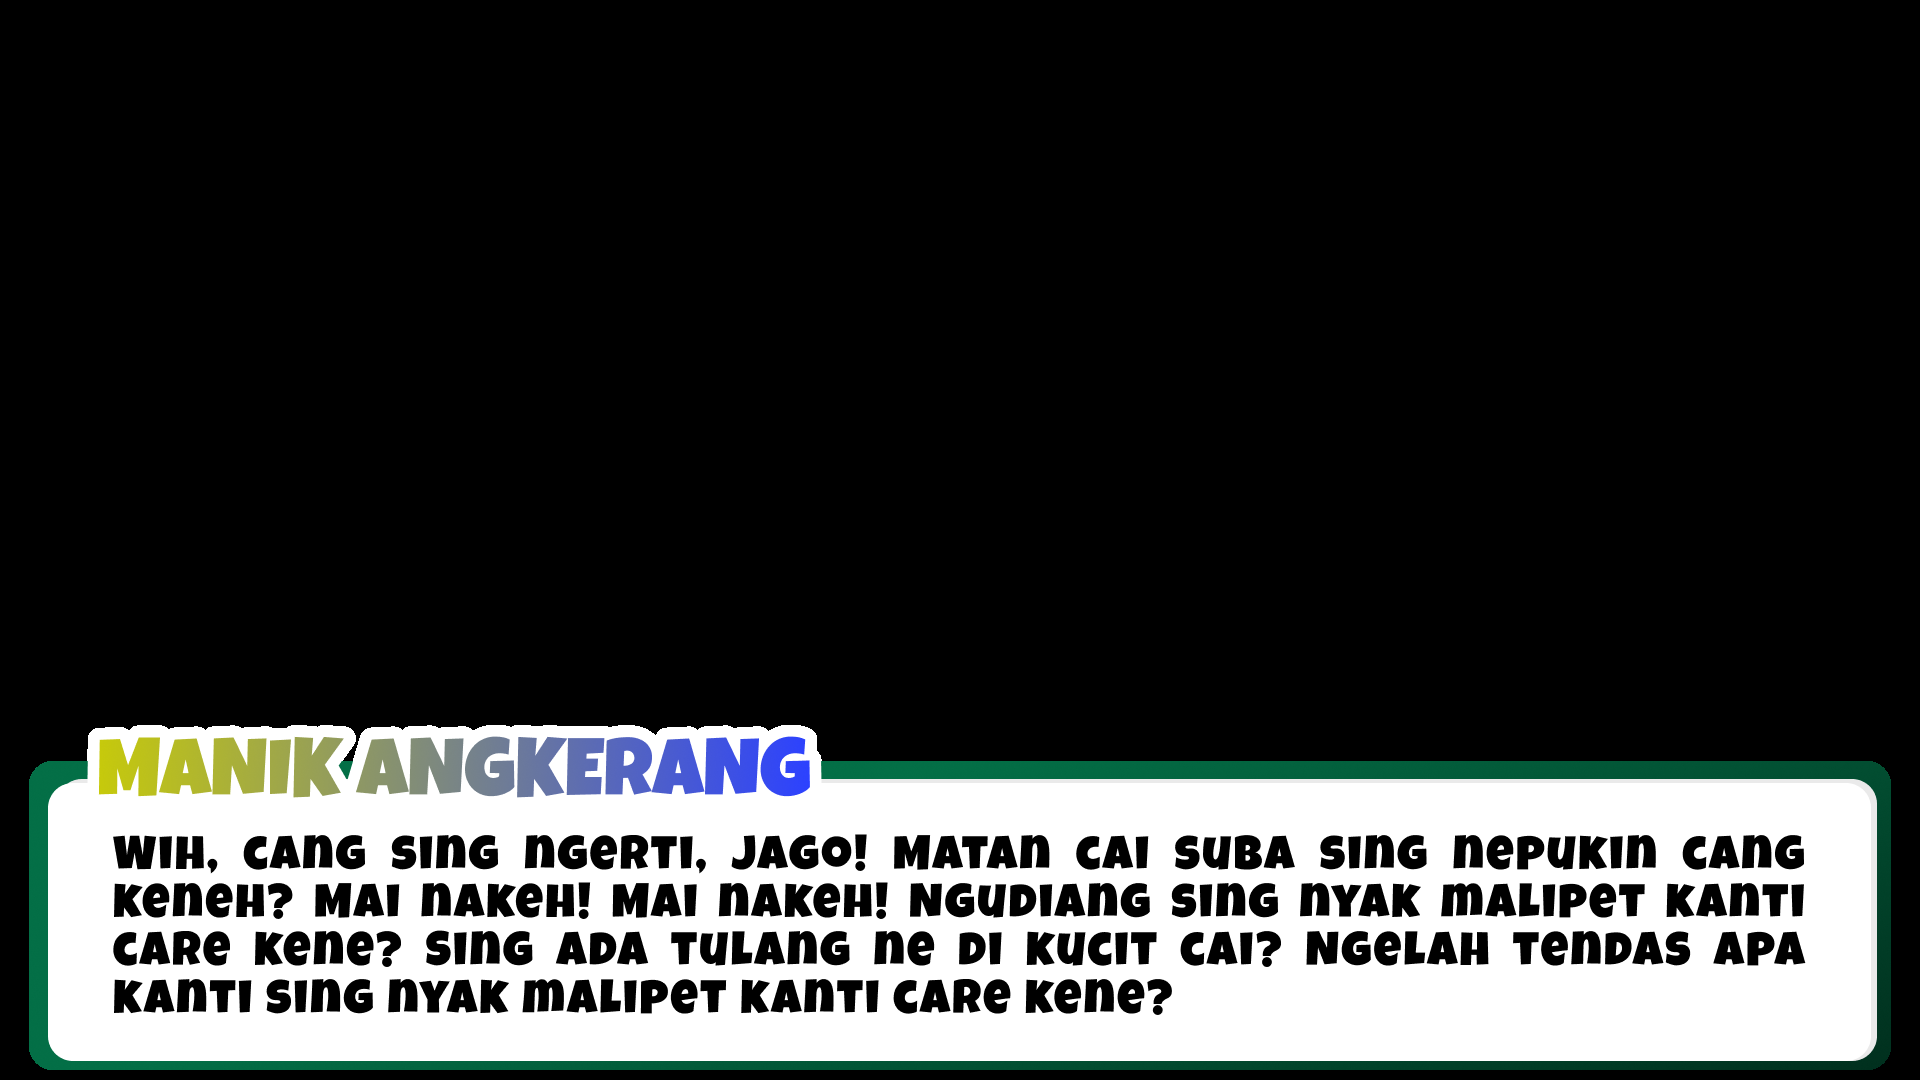 MANIK ANGKERANG
Wih, cang sing ngerti, Jago! Matan cai suba sing nepukin cang
keneh? Mai nakeh! Mai nakeh! Ngudiang sing nyak malipet kanti
care kene? Sing ada tulang ne di kucit cai? Ngelah tendas apa
kanti sing nyak malipet kanti care kene?